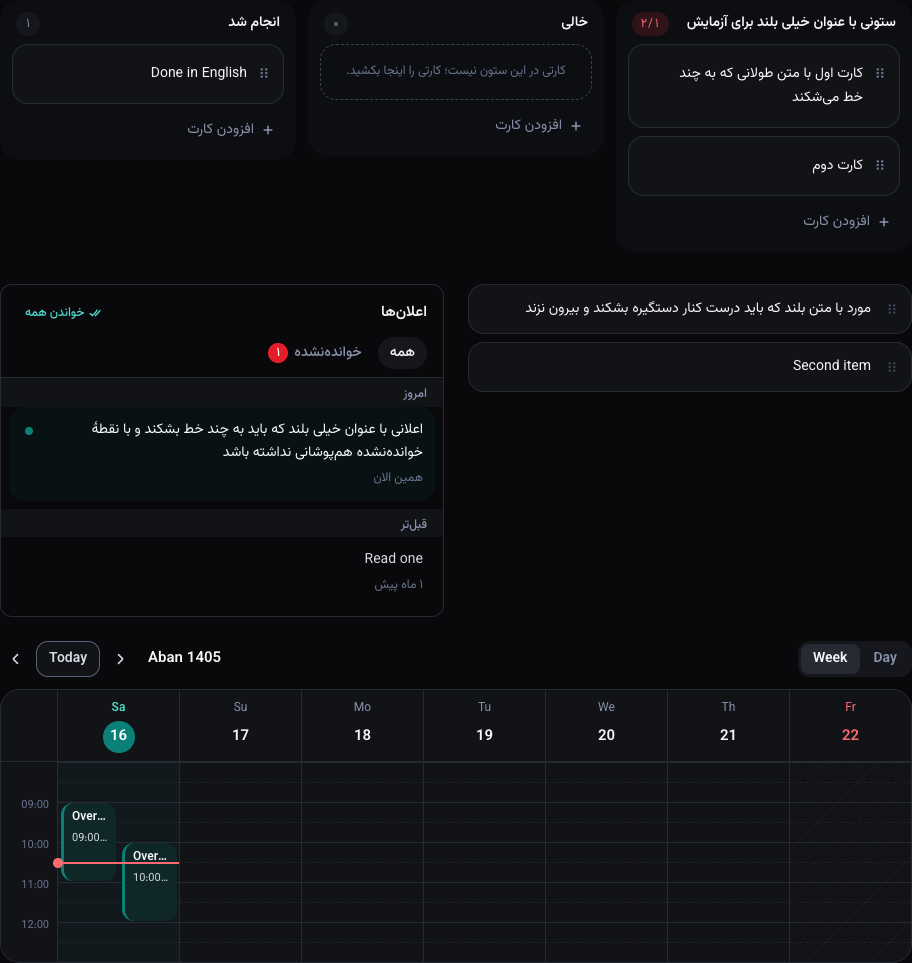 ستونی با عنوان خیلی بلند برای آزمایش
۲/۱
کارت اول با متن طولانی که به چند
خط می‌شکند
کارت دوم
+ افزودن کارت
خالی
۰
کارتی در این ستون نیست؛ کارتی را اینجا بکشید.
+ افزودن کارت
انجام شد
۱
Done in English
+ افزودن کارت
مورد با متن بلند که باید درست کنار دستگیره بشکند و بیرون نزند
Second item
اعلان‌ها
خواندن همه
همه
خوانده‌نشده ۱
امروز
اعلانی با عنوان خیلی بلند که باید به چند خط بشکند و با نقطهٔ
خوانده‌نشده هم‌پوشانی نداشته باشد
همین الان
قبل‌تر
Read one
۱ ماه پیش
Today
Aban 1405
Week
Day
Sa Su Mo Tu We Th Fr
16 17 18 19 20 21 22
09:00
Over…
09:00…
10:00
Over…
10:00…
11:00
12:00